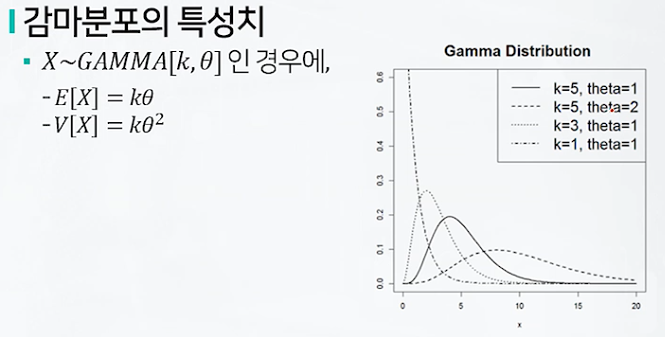 감마분포의 특성치
▪ X~GAMMA[k, θ] 인 경우에,
-E[X] = kθ
-V[X] = kθ²
Gamma Distribution
k=5, theta=1
k=5, theta=2
k=3, theta=1
k=1, theta=1
0.6
0.5
0.4
0.3
0.2
0.1
0.0
0 5 10 15 20
x